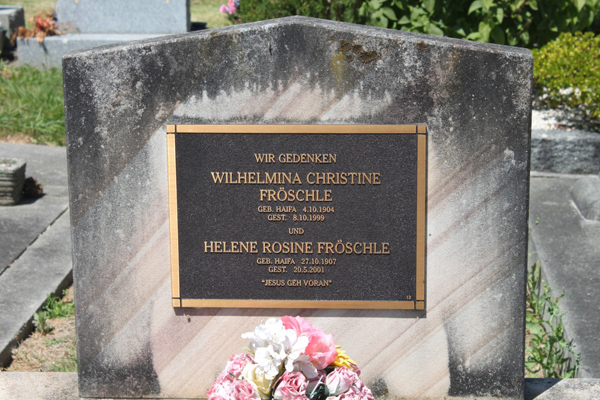 WIR GEDENKEN
WILHELMINA CHRISTINE
FRÖSCHLE
GEB. HAIFA 4.10.1904
GEST. 8.10.1999
UND
HELENE ROSINE FRÖSCHLE
GEB. HAIFA 27.10.1907
GEST. 20.5.2001
"JESUS GEH VORAN"